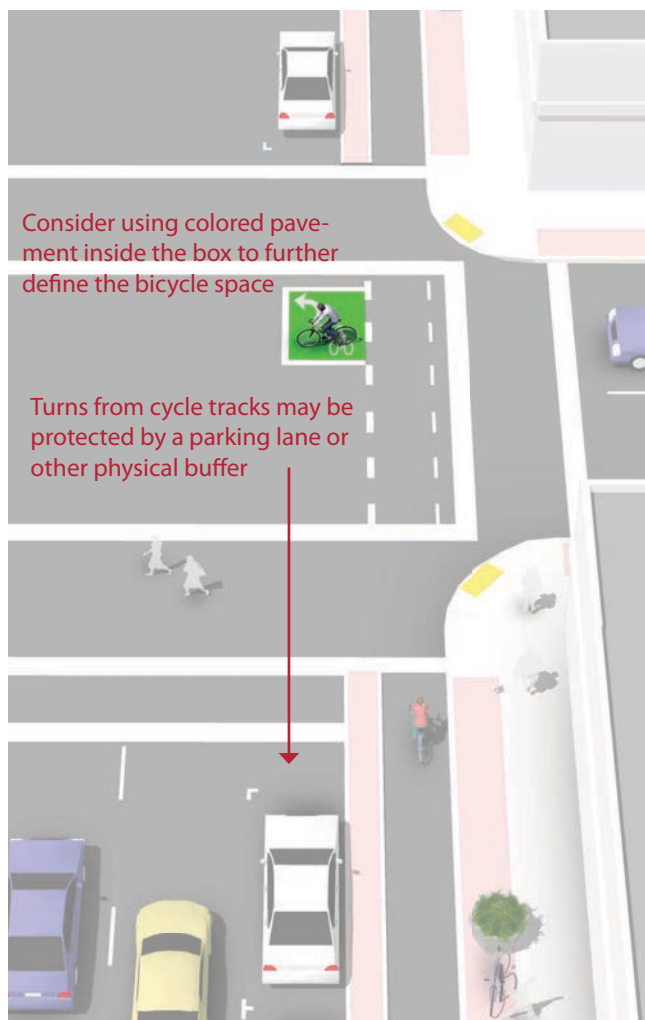 Consider using colored pave-
ment inside the box to further
define the bicycle space
Turns from cycle tracks may be
protected by a parking lane or
other physical buffer